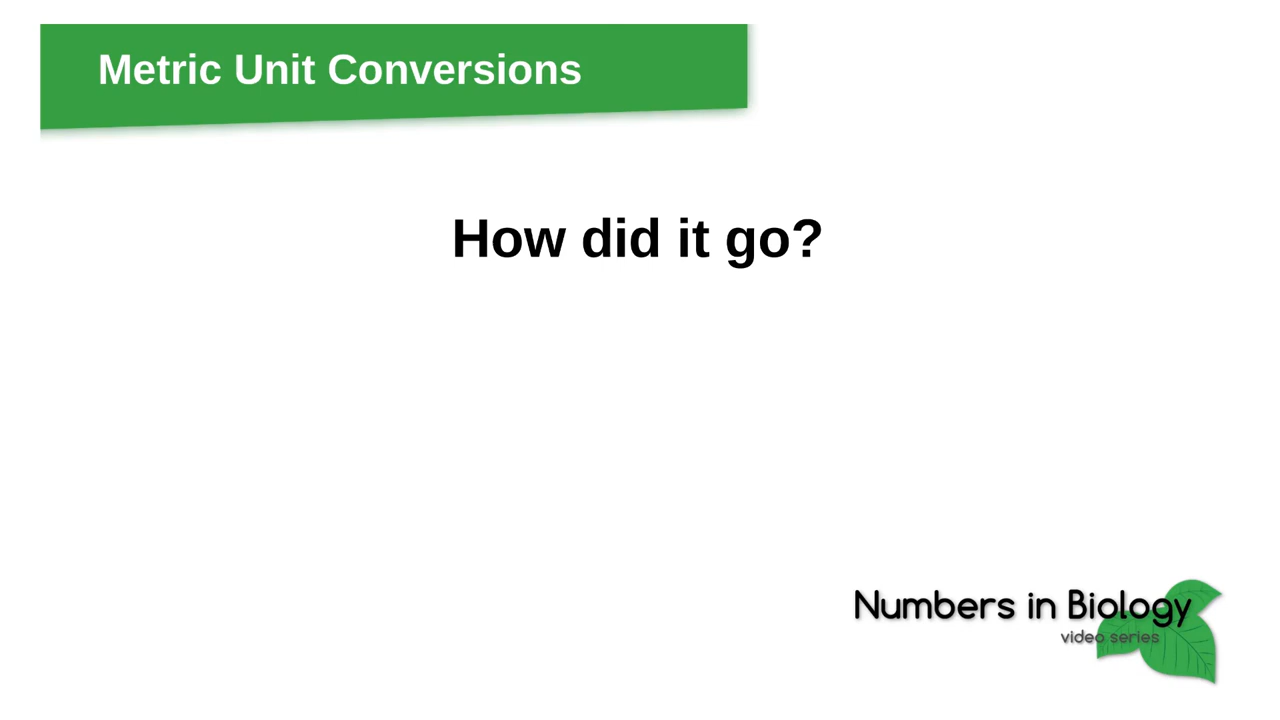 Metric Unit Conversions
How did it go?
Numbers in Biology
video series